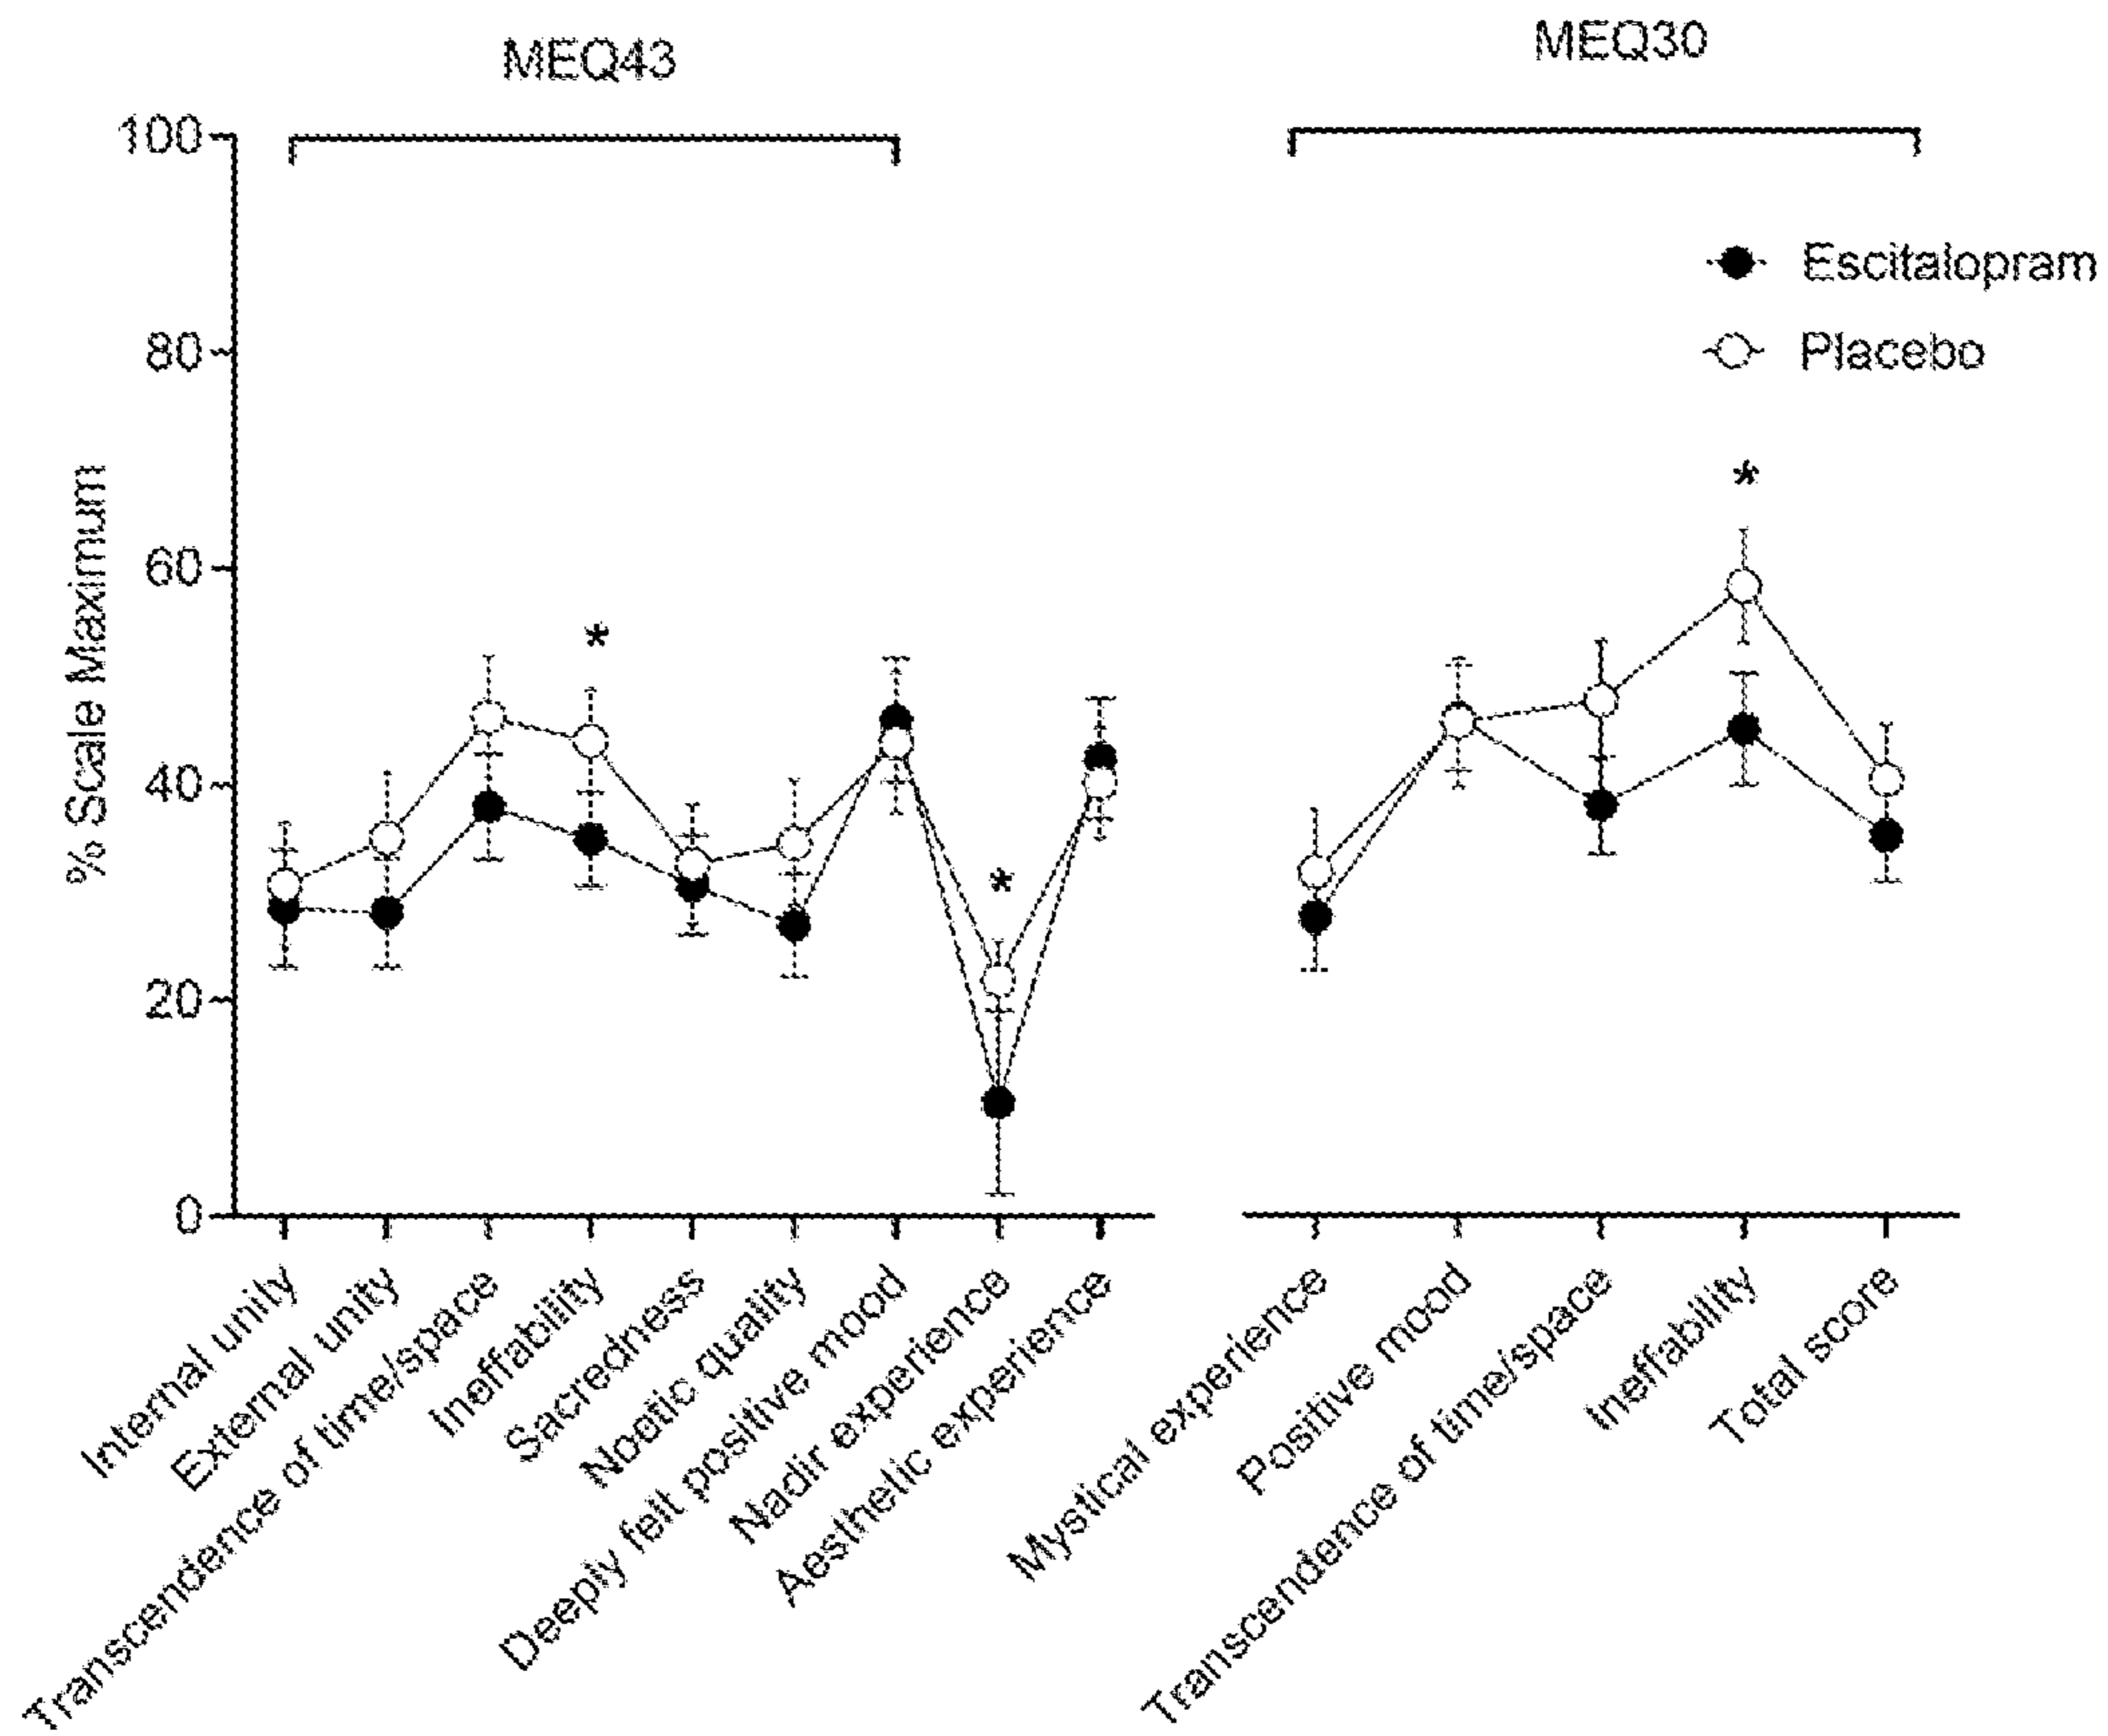 MEQ43
MEQ30
100
80
60
40
20
0
% Scale Maximum
Escitalopram
Placebo
*
*
*
Internal unity
External unity
Transcendence of time/space
Ineffability
Sacredness
Noetic quality
Deeply felt positive mood
Nadir experience
Aesthetic experience
Mystical experience
Positive mood
Transcendence of time/space
Ineffability
Total score